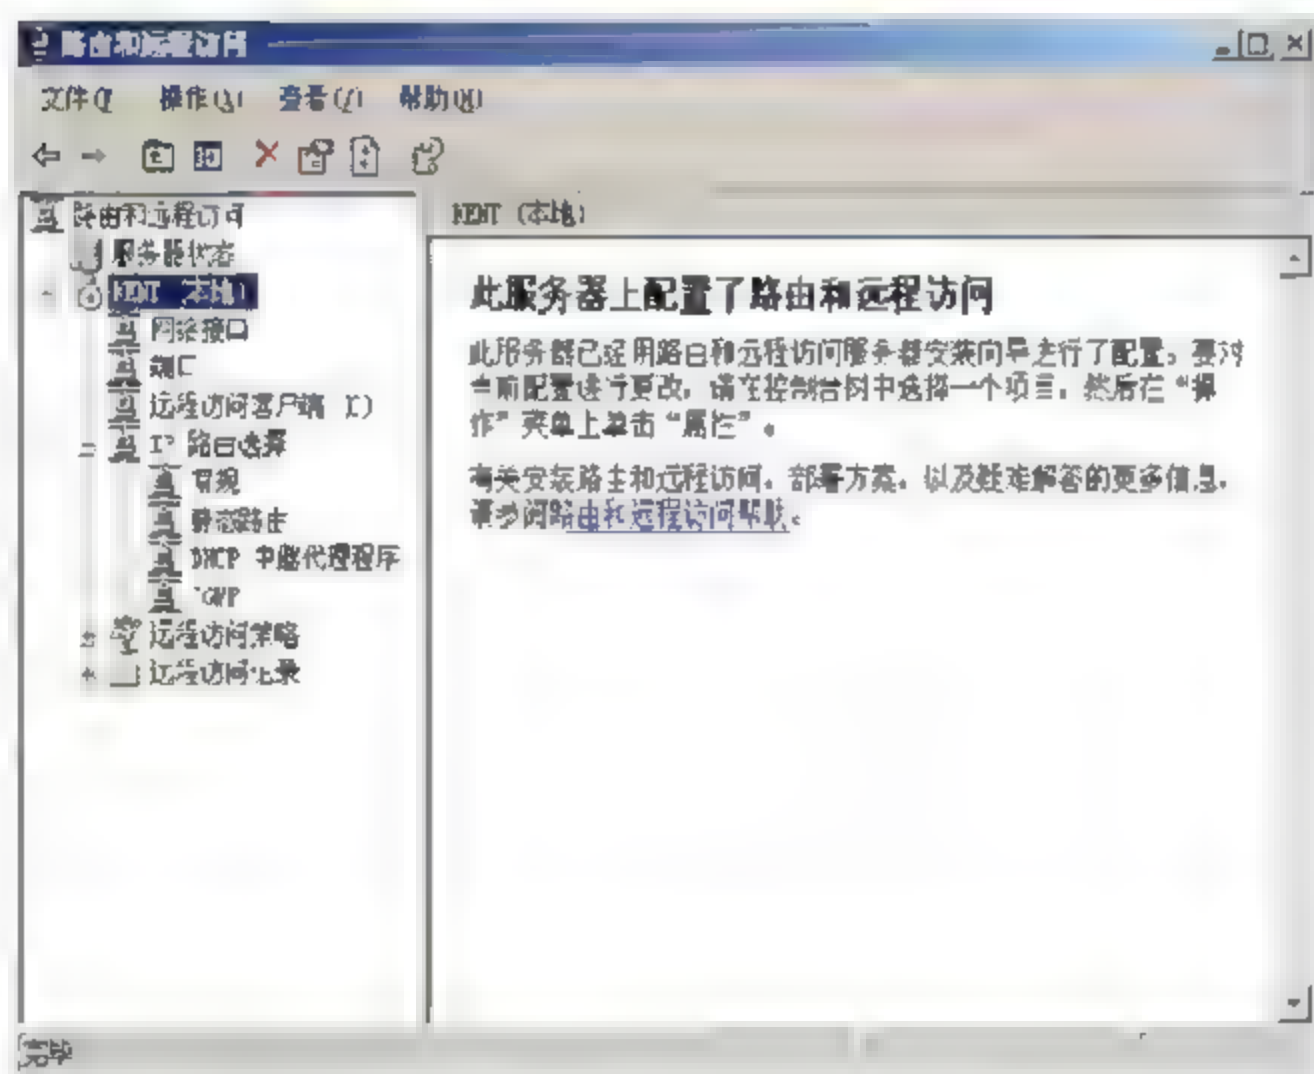 路由和远程访问
文件(F) 操作(A) 查看(V) 帮助(H)
路由和远程访问
服务器状态
KENT (本地)
网络接口
端口
远程访问客户端
IP 路由选择
常规
静态路由
DHCP 中继代理程序
IGMP
远程访问策略
远程访问记录
KENT (本地)
此服务器上配置了路由和远程访问
此服务器已经用路由和远程访问服务器安装向导进行了配置。要对
当前配置进行更改，请在控制台树中选择一个项目，然后在“操
作”菜单上单击“属性”。
有关安装路由和远程访问，部署方案，以及疑难解答的更多信息，
请参阅路由和远程访问帮助。